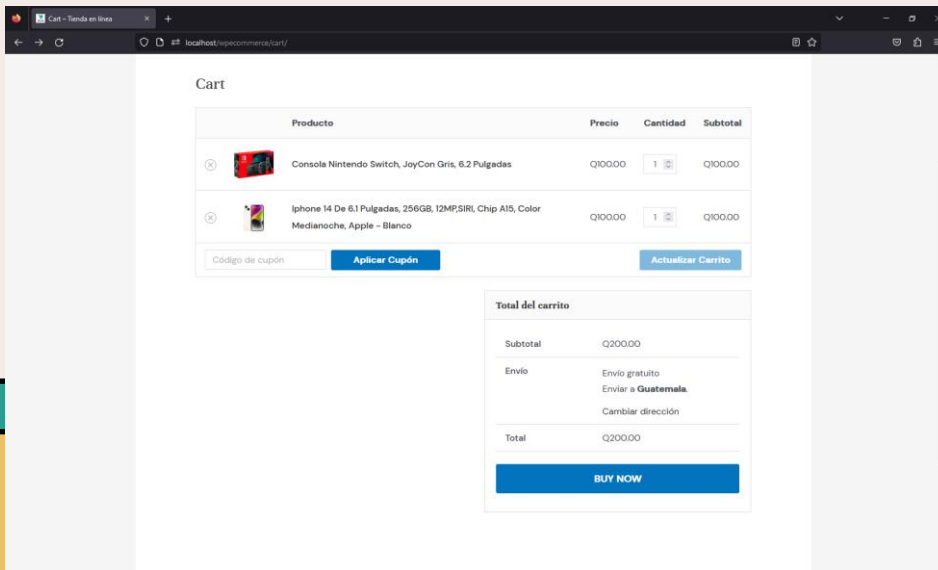 Cart – Tienda en línea
localhost/wpecommerce/cart/
Cart
Producto Precio Cantidad Subtotal
Consola Nintendo Switch, JoyCon Gris, 6.2 Pulgadas Q100.00 1 Q100.00
Iphone 14 De 6.1 Pulgadas, 256GB, 12MP,SIRI, Chip A15, Color
Medianoche, Apple – Blanco Q100.00 1 Q100.00
Código de cupón Aplicar Cupón Actualizar Carrito
Total del carrito
Subtotal Q200.00
Envío Envío gratuito
Enviar a Guatemala.
Cambiar dirección
Total Q200.00
BUY NOW